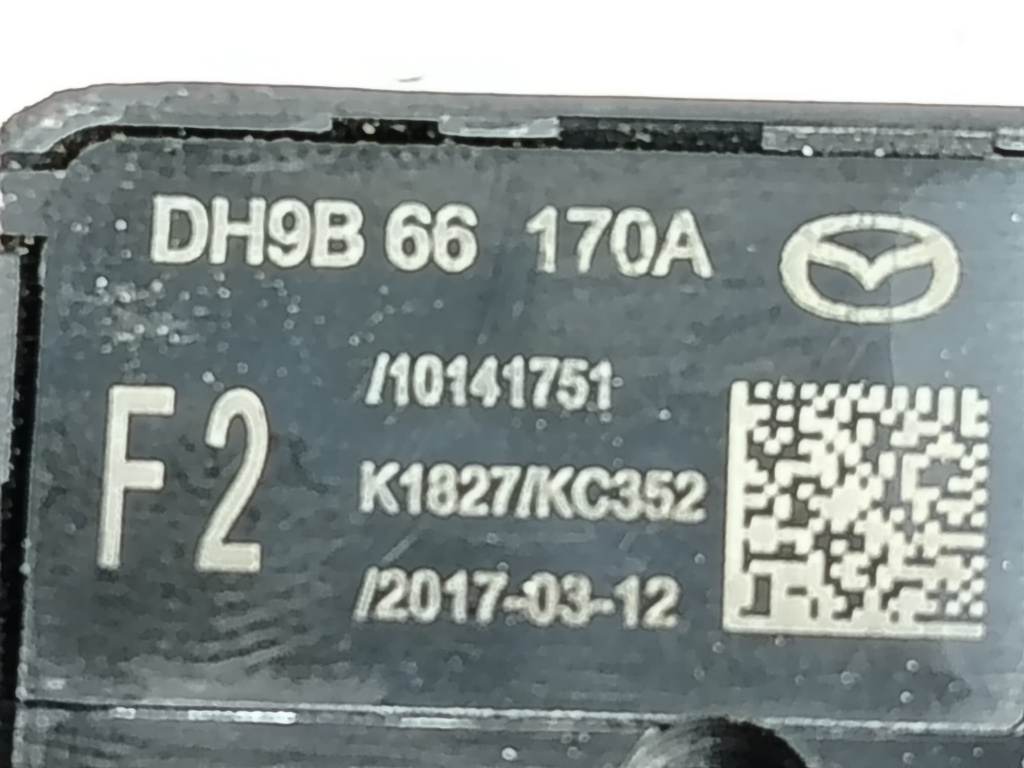 DH9B 66 170A
F2
/10141751
K1827/KC352
/2017-03-12